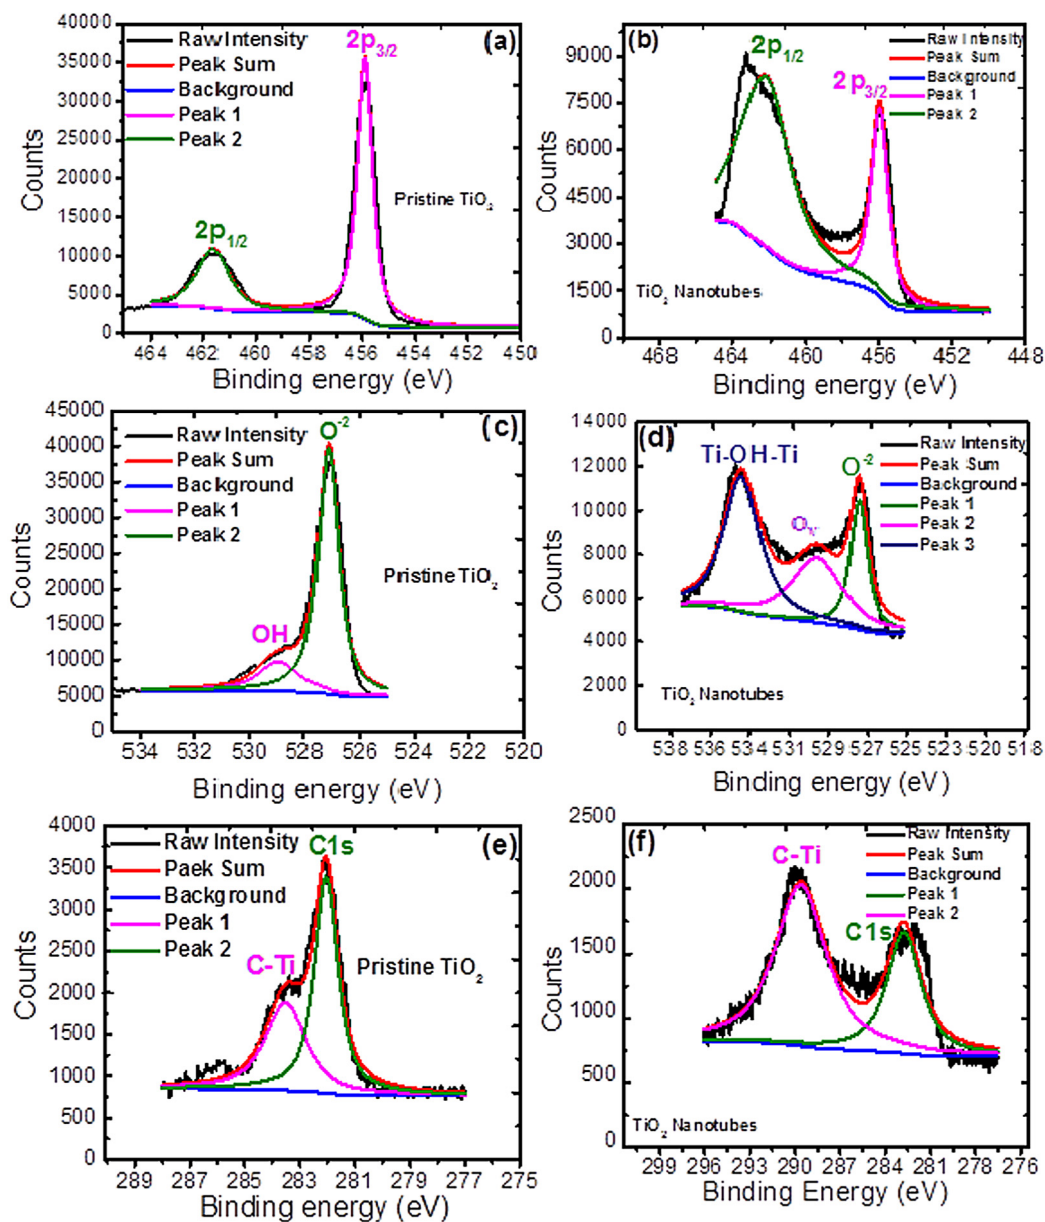 (a)
Raw Intensity
Peak Sum
Background
Peak 1
Peak 2
2p3/2
2p1/2
Pristine TiO2
40000
35000
30000
25000
20000
15000
10000
5000
0
Counts
464 462 460 458 456 454 452 450
Binding energy (eV)
(b)
Raw Intensity
Peak Sum
Background
Peak 1
Peak 2
2p1/2
2p3/2
TiO2 Nanotubes
9000
7500
6000
4500
3000
1500
0
Counts
468 464 460 456 452 448
Binding energy (eV)
(c)
Raw Intensity
Peak Sum
Background
Peak 1
Peak 2
O-2
OH
Pristine TiO2
45000
40000
35000
30000
25000
20000
15000
10000
5000
0
Counts
534 532 530 529 527 526 524 522 520
Binding energy (eV)
(d)
Raw Intensity
Peak Sum
Background
Peak 1
Peak 2
Peak 3
Ti-OH-Ti
O-2
TiO2 Nanotubes
14000
12000
10000
8000
6000
4000
2000
0
Counts
538 536 534 531 529 527 525 523 520 518
Binding energy (eV)
(e)
Raw Intensity
Paek Sum
Background
Peak 1
Peak 2
C1s
C-Ti
Pristine TiO2
4000
3500
3000
2500
2000
1500
1000
500
0
Counts
289 287 285 283 281 279 277 275
Binding energy (eV)
(f)
Raw Intensity
Peak Sum
Background
Peak 1
Peak 2
C-Ti
C1s
TiO2 Nanotubes
2500
2000
1500
1000
500
0
Counts
299 296 293 290 287 284 281 278 276
Binding Energy (eV)